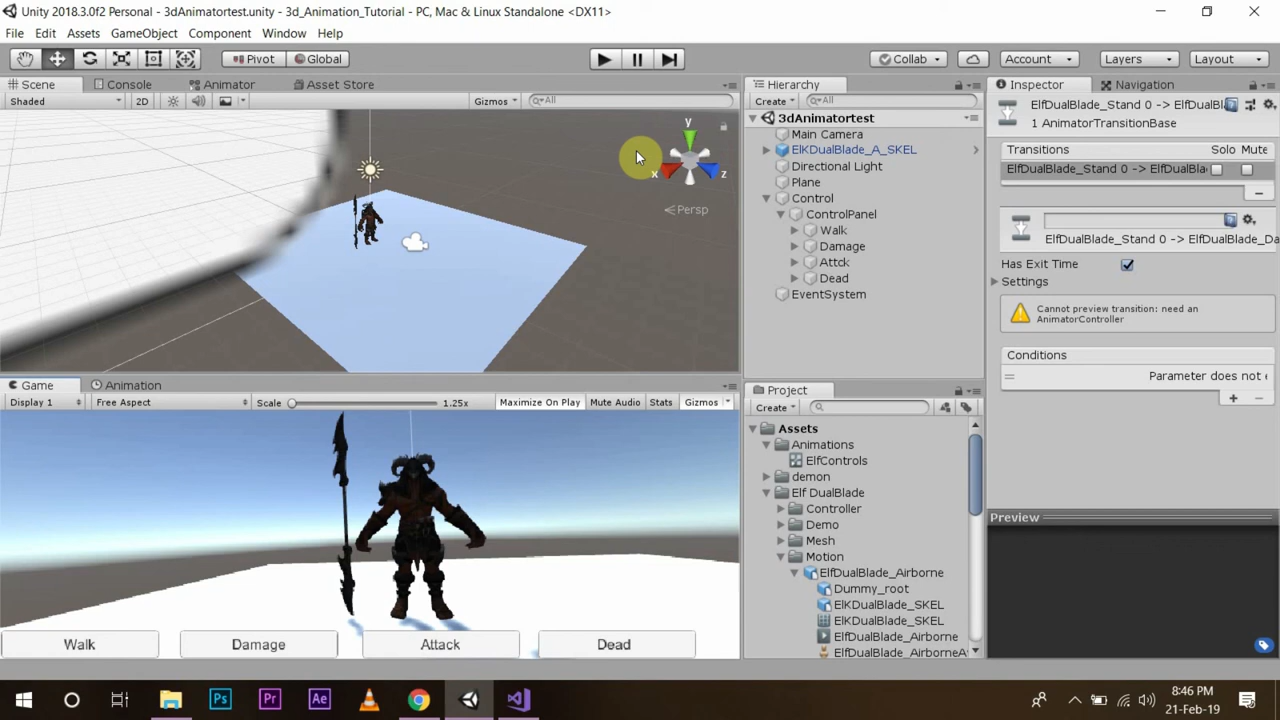 Unity 2018.3.0f2 Personal - 3dAnimatortest.unity - 3d_Animation_Tutorial - PC, Mac & Linux Standalone <DX11>
File Edit Assets GameObject Component Window Help
Pivot Global Collab Account Layers Layout
Scene Console Animator Asset Store
Shaded 2D Gizmos All
y
x z
Persp
Game Animation
Display 1 Free Aspect Scale 1.25x Maximize On Play Mute Audio Stats Gizmos
Walk Damage Attack Dead
Hierarchy
Create All
3dAnimatortest
Main Camera
ElKDualBlade_A_SKEL
Directional Light
Plane
Control
ControlPanel
Walk
Damage
Attck
Dead
EventSystem
Project
Create
Assets
Animations
ElfControls
demon
Elf DualBlade
Controller
Demo
Mesh
Motion
ElfDualBlade_Airborne
Dummy_root
ElKDualBlade_SKEL
ElKDualBlade_SKEL
ElfDualBlade_Airborne
ElfDualBlade_AirborneA
Inspector Navigation
ElfDualBlade_Stand 0 -> ElfDualBl
1 AnimatorTransitionBase
Transitions Solo Mute
ElfDualBlade_Stand 0 -> ElfDualBla
ElfDualBlade_Stand 0 -> ElfDualBlade_Da
Has Exit Time
Settings
Cannot preview transition: need an
AnimatorController
Conditions
Parameter does not e
Preview
Ps Pr Ae
8:46 PM
21-Feb-19